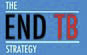 THE
END TB
STRATEGY